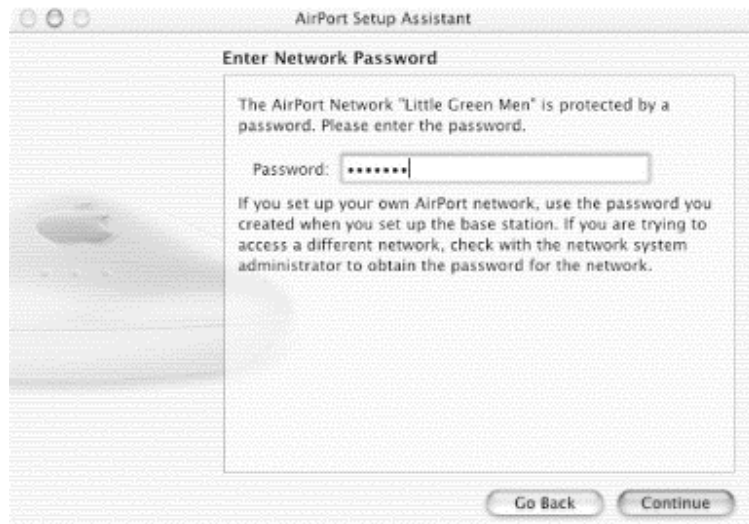 AirPort Setup Assistant
Enter Network Password
The AirPort Network "Little Green Men" is protected by a
password. Please enter the password.
Password: •••••••
If you set up your own AirPort network, use the password you
created when you set up the base station. If you are trying to
access a different network, check with the network system
administrator to obtain the password for the network.
Go Back Continue